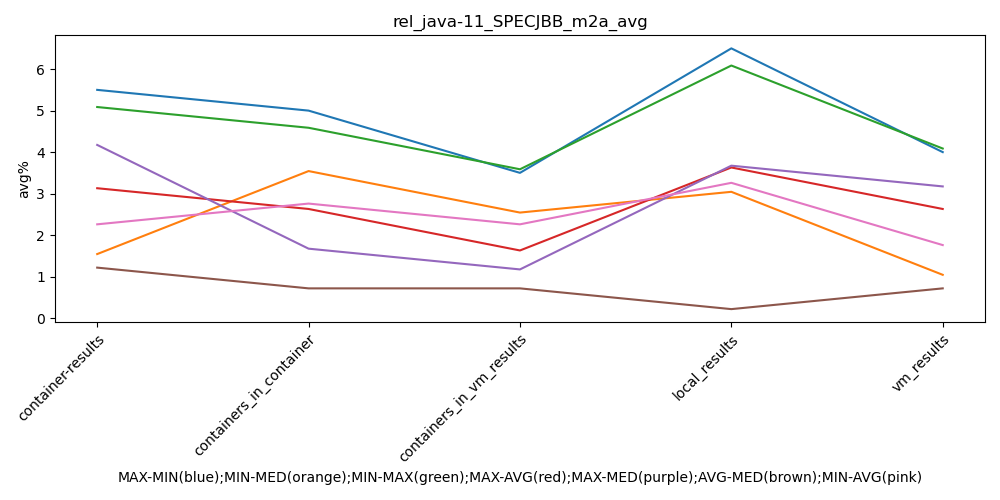 rel_java-11_SPECJBB_m2a_avg
avg%
6
5
4
3
2
1
0
container-results
containers_in_container
containers_in_vm_results
local_results
vm_results
MAX-MIN(blue);MIN-MED(orange);MIN-MAX(green);MAX-AVG(red);MAX-MED(purple);AVG-MED(brown);MIN-AVG(pink)